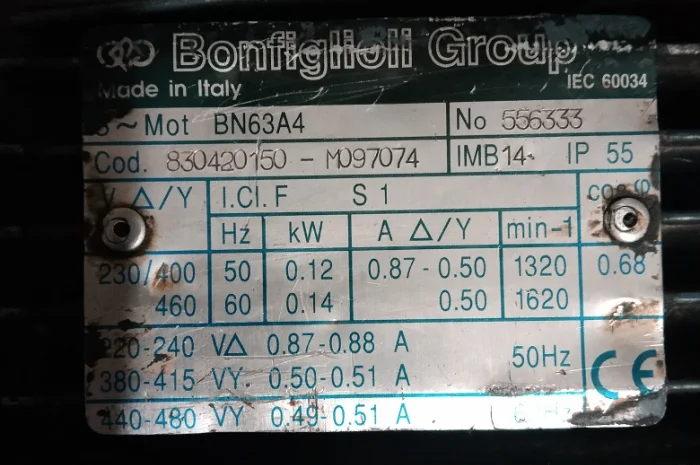 Bonfiglioli Group
Made in Italy IEC 60034
3~Mot BN63A4 No 556333
Cod. 830420150 - M097074 IMB14 IP 55
V Δ/Y I.Cl.F S 1 cosφ
Hz kW A Δ/Y min-1
230/400 50 0.12 0.87-0.50 1320 0.68
460 60 0.14 0.50 1620
220-240 VΔ 0.87-0.88 A 50Hz
380-415 VY 0.50-0.51 A CE
440-480 VY 0.49-0.51 A